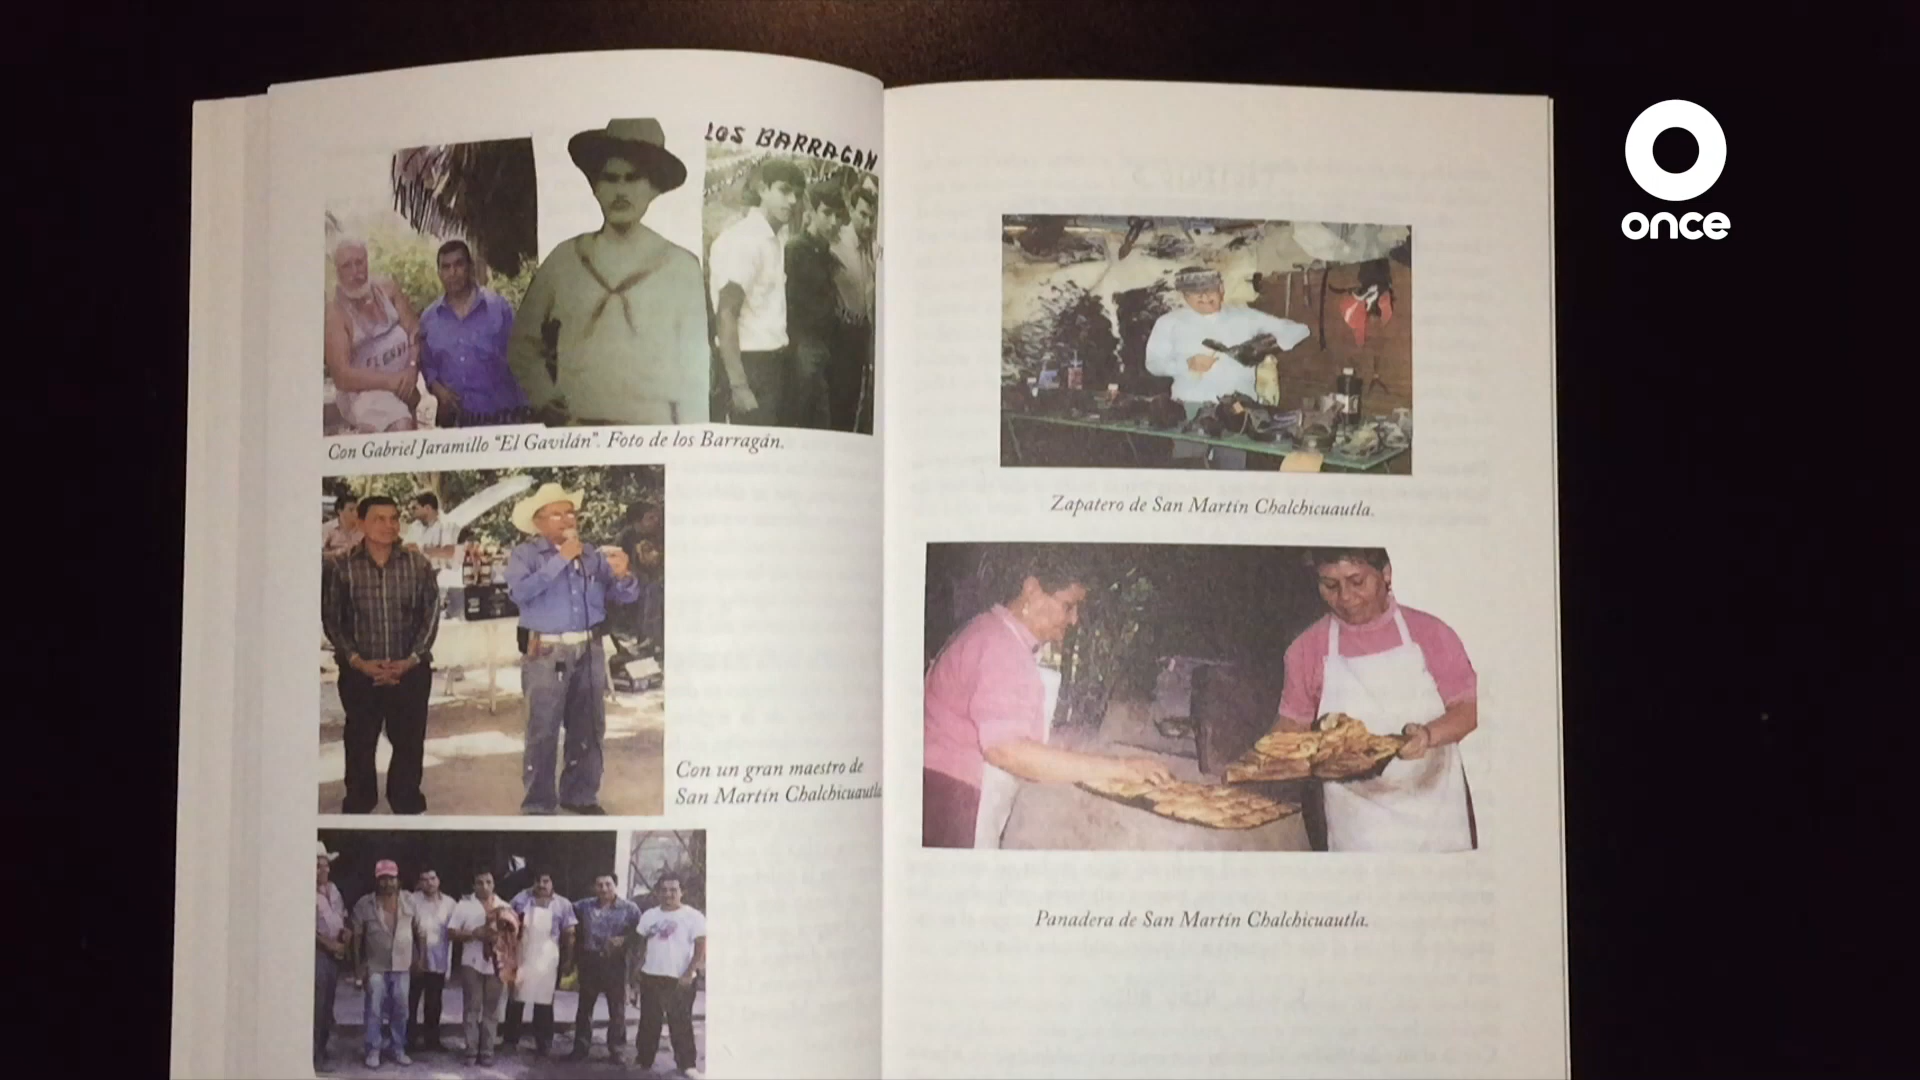 LOS BARRAGAN
Con Gabriel Jaramillo “El Gavilán”. Foto de los Barragán.
Con un gran maestro de
San Martín Chalchicuautla
Zapatero de San Martín Chalchicuautla.
Panadera de San Martín Chalchicuautla.
once